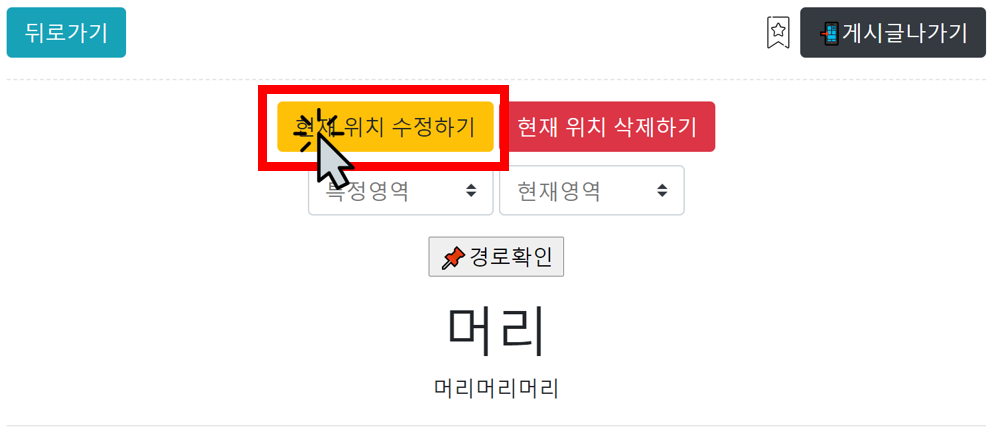 뒤로가기
게시글나가기
현재 위치 수정하기
현재 위치 삭제하기
특정영역
현재영역
경로확인
머리
머리머리머리